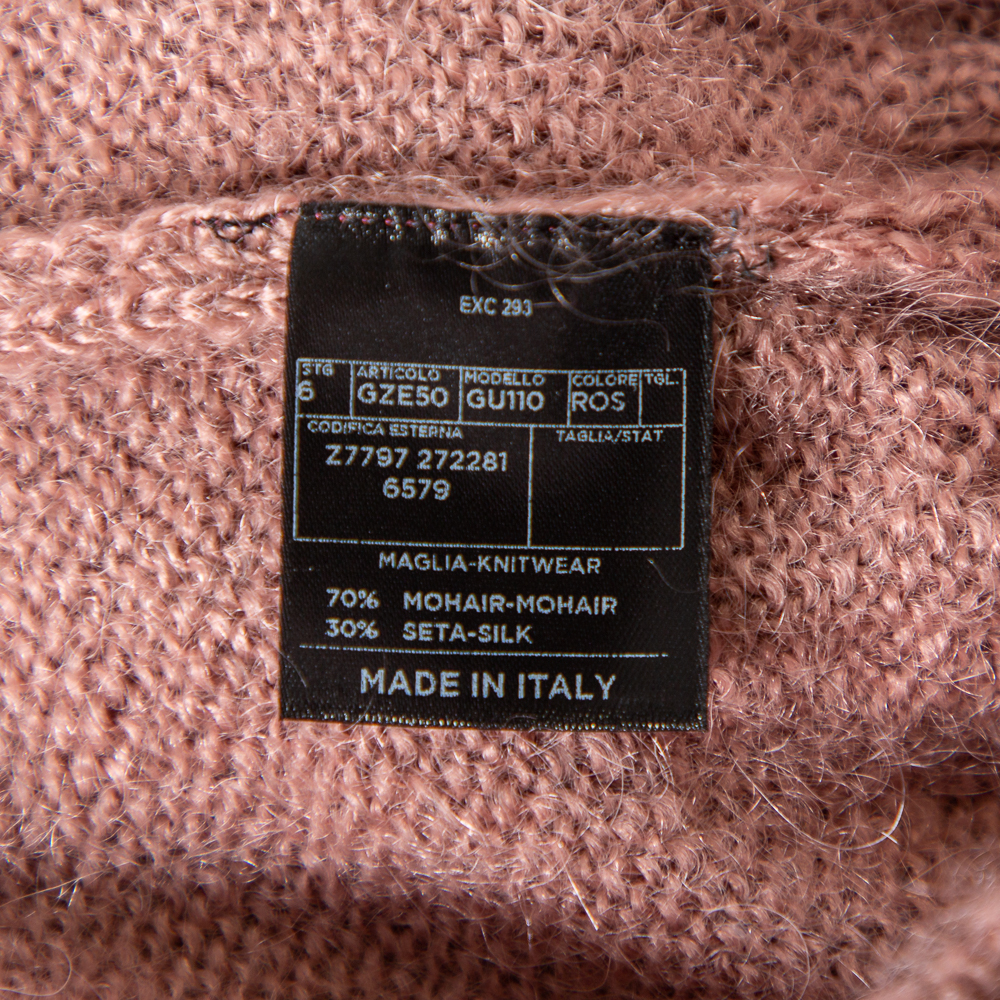 EXC 293
STG ARTICOLO MODELLO COLORE TGL.
6 GZE50 GU110 ROS
CODIFICA ESTERNA TAGLIA/STAT
Z7797 272281
6579
MAGLIA-KNITWEAR
70% MOHAIR-MOHAIR
30% SETA-SILK
MADE IN ITALY